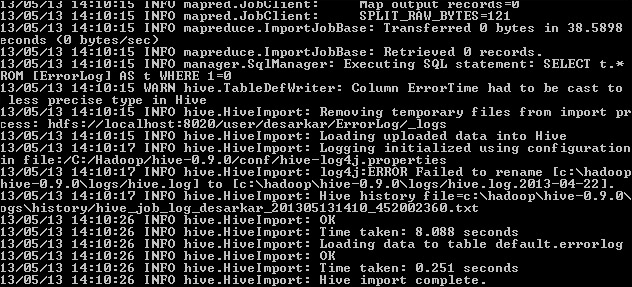 13/05/13 14:10:15 INFO mapred.JobClient:     Map output records=0
13/05/13 14:10:15 INFO mapred.JobClient:     SPLIT_RAW_BYTES=121
13/05/13 14:10:15 INFO mapreduce.ImportJobBase: Transferred 0 bytes in 38.5898 s
econds (0 bytes/sec)
13/05/13 14:10:15 INFO mapreduce.ImportJobBase: Retrieved 0 records.
13/05/13 14:10:15 INFO manager.SqlManager: Executing SQL statement: SELECT t.* F
ROM [ErrorLog] AS t WHERE 1=0
13/05/13 14:10:15 WARN hive.TableDefWriter: Column ErrorTime had to be cast to a
 less precise type in Hive
13/05/13 14:10:15 INFO hive.HiveImport: Removing temporary files from import pro
cess: hdfs://localhost:8020/user/desarkar/ErrorLog/_logs
13/05/13 14:10:15 INFO hive.HiveImport: Loading uploaded data into Hive
13/05/13 14:10:17 INFO hive.HiveImport: Logging initialized using configuration
in file:/C:/Hadoop/hive-0.9.0/conf/hive-log4j.properties
13/05/13 14:10:17 INFO hive.HiveImport: log4j:ERROR Failed to rename [c:\hadoop\
hive-0.9.0\logs/hive.log] to [c:\hadoop\hive-0.9.0\logs/hive.log.2013-04-22].
13/05/13 14:10:17 INFO hive.HiveImport: Hive history file=c:\hadoop\hive-0.9.0\l
ogs\history/hive_job_log_desarkar_201305131410_452002360.txt
13/05/13 14:10:26 INFO hive.HiveImport: OK
13/05/13 14:10:26 INFO hive.HiveImport: Time taken: 8.088 seconds
13/05/13 14:10:26 INFO hive.HiveImport: Loading data to table default.errorlog
13/05/13 14:10:26 INFO hive.HiveImport: OK
13/05/13 14:10:26 INFO hive.HiveImport: Time taken: 0.251 seconds
13/05/13 14:10:26 INFO hive.HiveImport: Hive import complete.